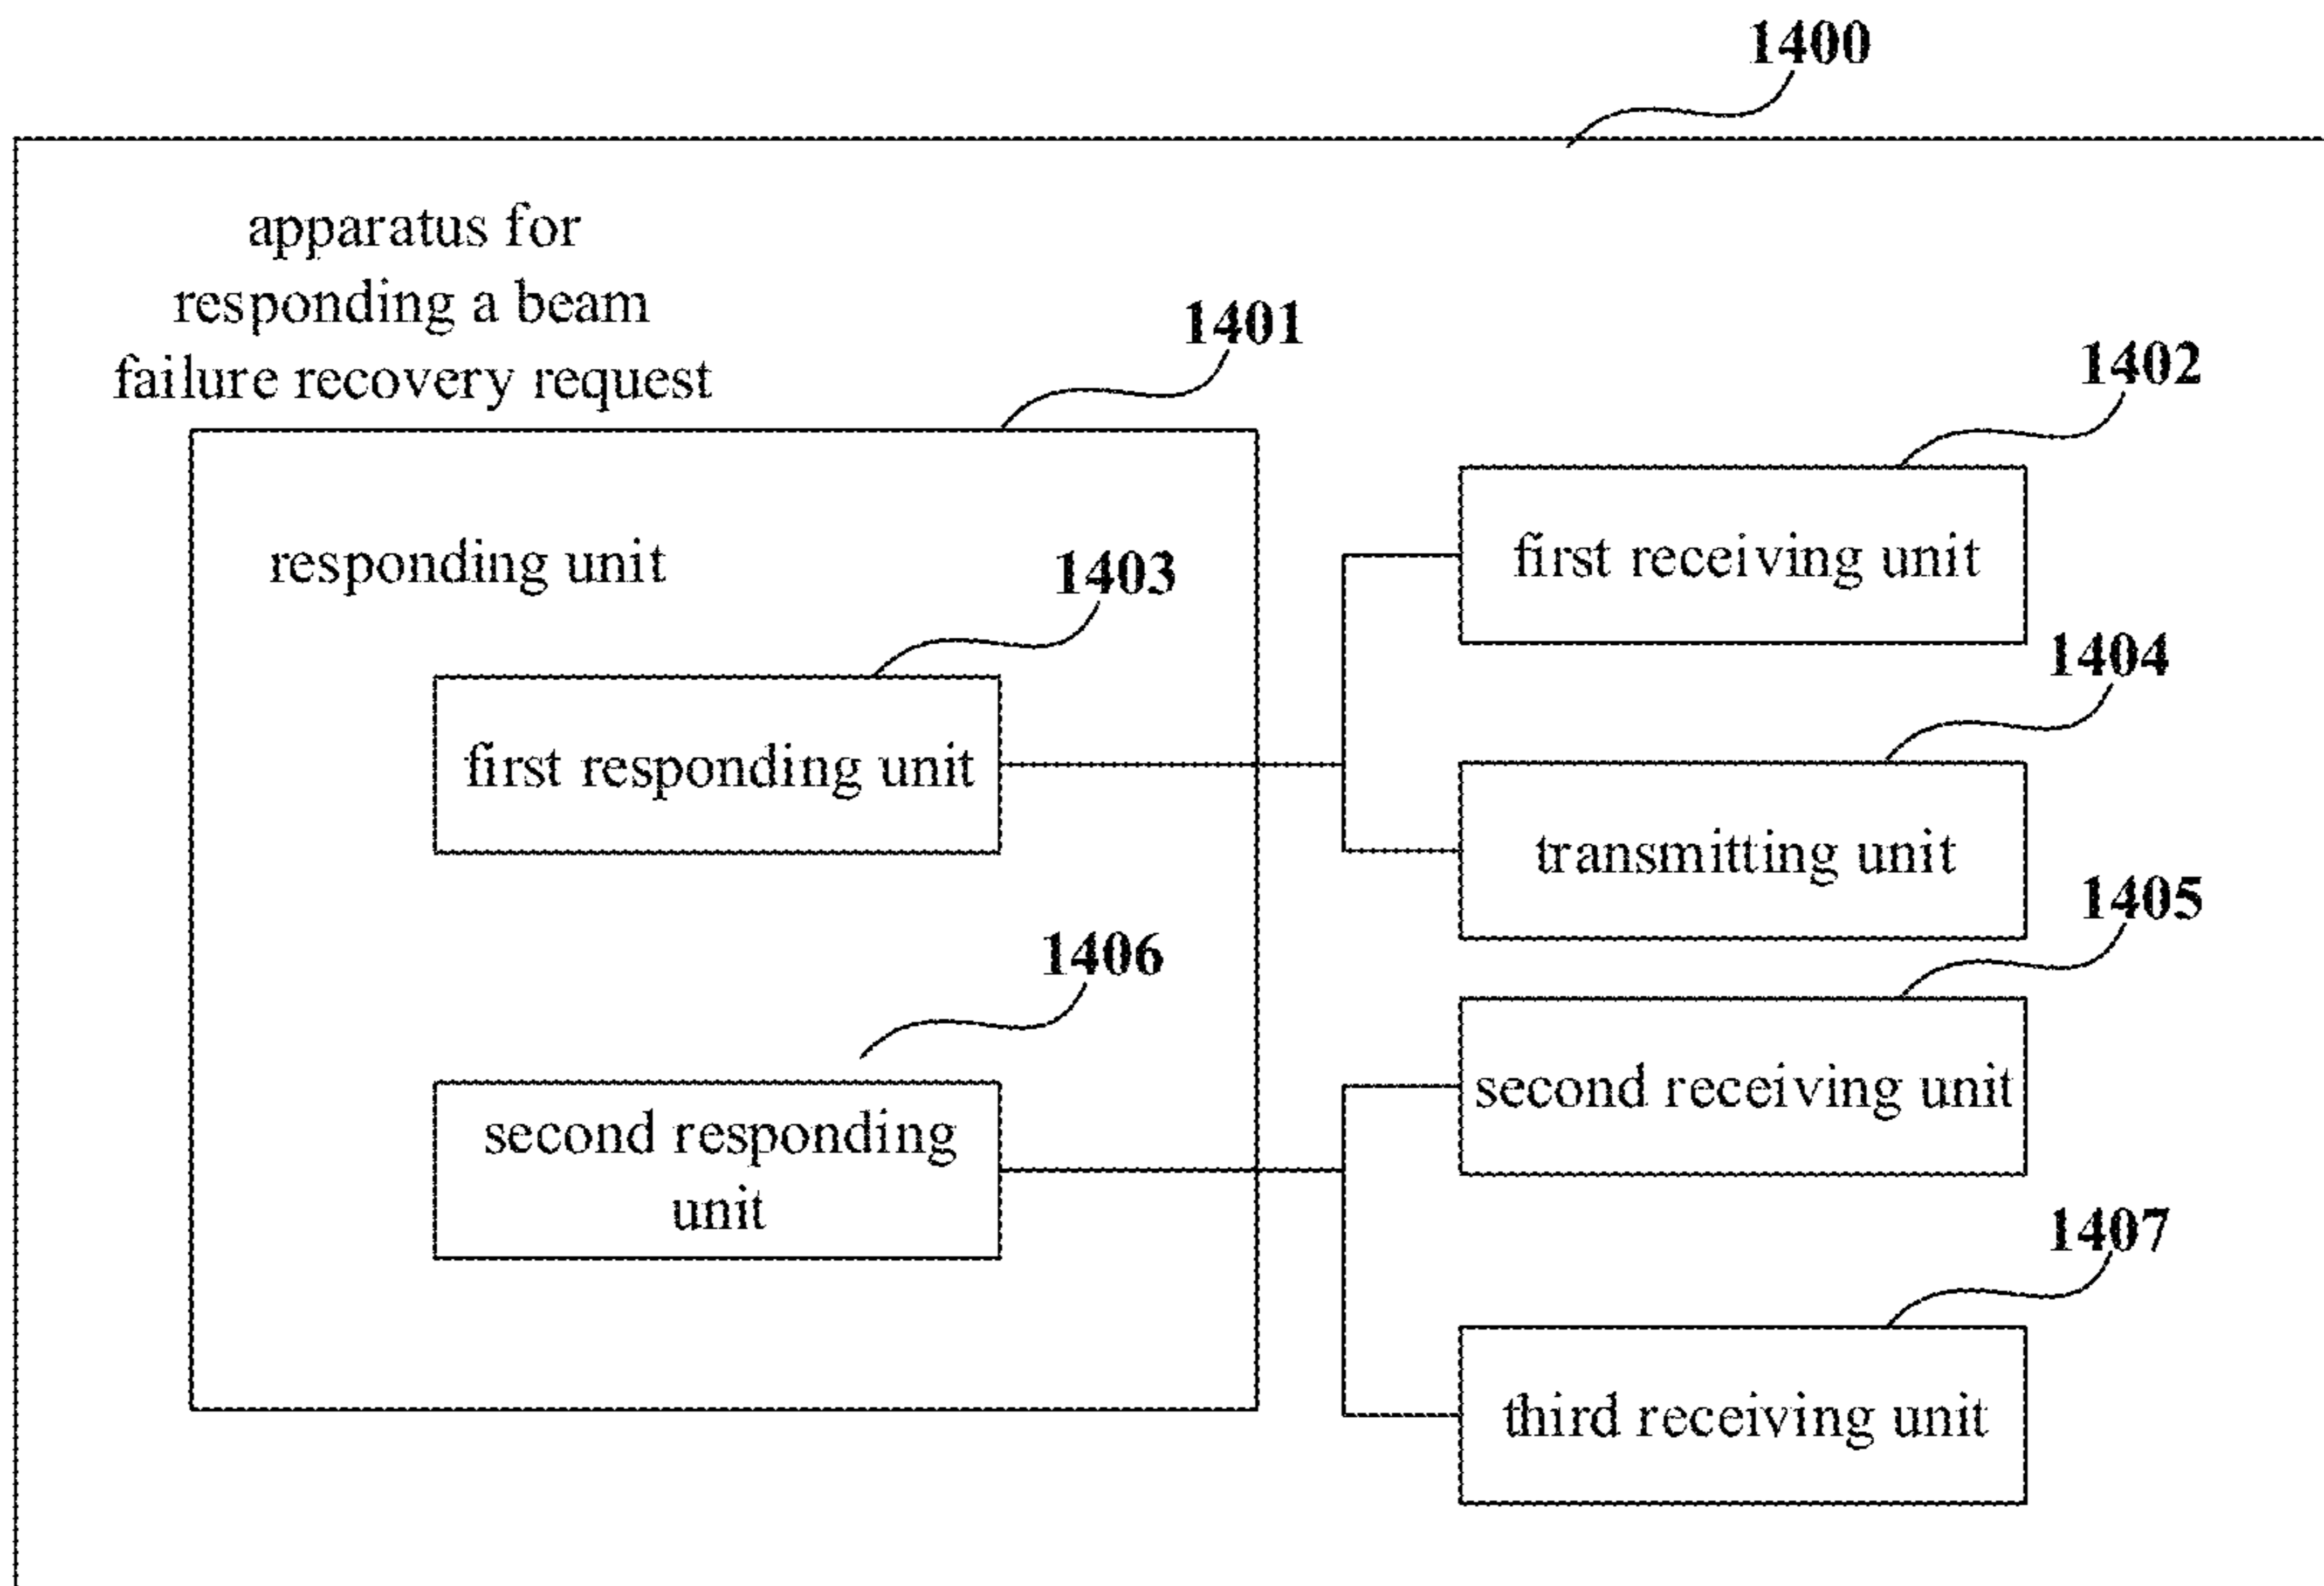 1400
apparatus for
responding a beam
failure recovery request
1401
1402
responding unit
1403
first receiving unit
1404
first responding unit
transmitting unit
1405
1406
second receiving unit
second responding
unit
1407
third receiving unit